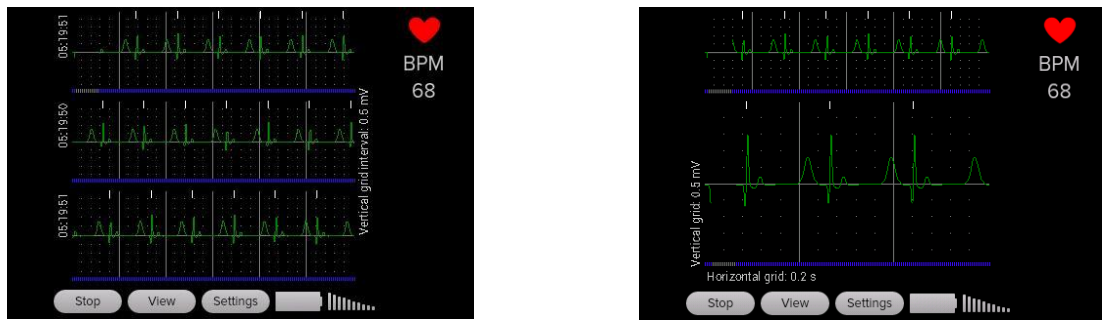 05:19:51
BPM
68
05:19:50
Vertical grid interval: 0.5 mV
05:19:51
Stop
View
Settings
BPM
68
Vertical grid: 0.5 mV
Horizontal grid: 0.2 s
Stop
View
Settings